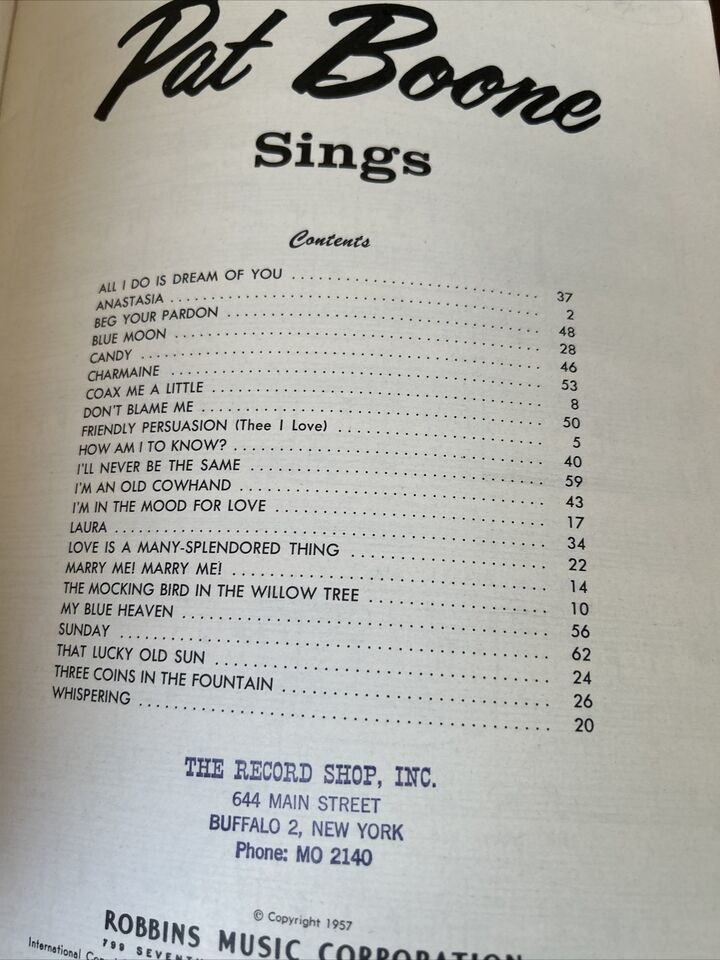 Pat Boone
Sings
Contents
ALL I DO IS DREAM OF YOU 37
ANASTASIA 2
BEG YOUR PARDON 48
BLUE MOON 28
CANDY 46
CHARMAINE 53
COAX ME A LITTLE 8
DON'T BLAME ME 50
FRIENDLY PERSUASION (Thee I Love) 5
HOW AM I TO KNOW? 40
I'LL NEVER BE THE SAME 59
I'M AN OLD COWHAND 43
I'M IN THE MOOD FOR LOVE 17
LAURA 34
LOVE IS A MANY-SPLENDORED THING 22
MARRY ME! MARRY ME! 14
THE MOCKING BIRD IN THE WILLOW TREE 10
MY BLUE HEAVEN 56
SUNDAY 62
THAT LUCKY OLD SUN 24
THREE COINS IN THE FOUNTAIN 26
WHISPERING 20
THE RECORD SHOP, INC.
644 MAIN STREET
BUFFALO 2, NEW YORK
Phone: MO 2140
© Copyright 1957
ROBBINS MUSIC CORPORATION
799 SEVENTH
International